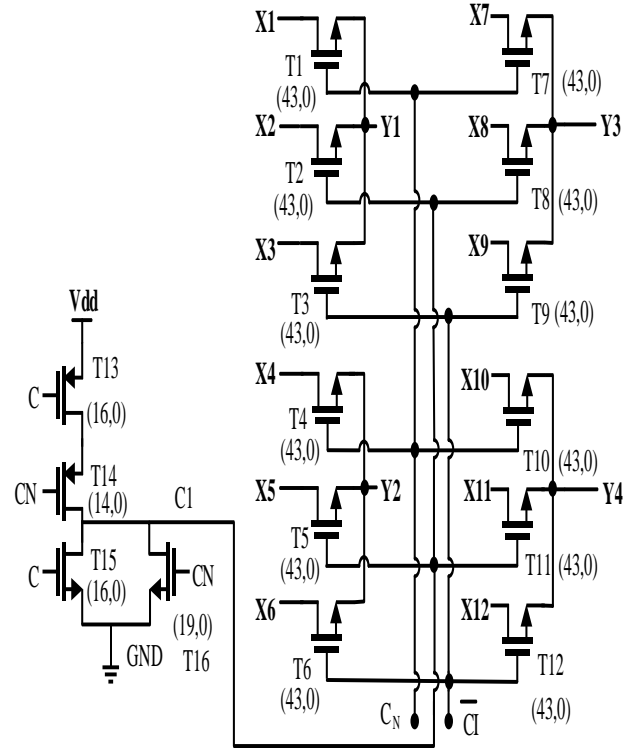 X1
T1
(43,0)
X2
Y1
T2
(43,0)
X3
T3
(43,0)
X7
T7
(43,0)
X8
Y3
T8
(43,0)
X9
T9
(43,0)
X4
T4
(43,0)
X5
Y2
T5
(43,0)
X6
T6
(43,0)
X10
T10
(43,0)
X11
Y4
T11
(43,0)
X12
T12
(43,0)
Vdd
C
T13
(16,0)
CN
T14
(14,0)
C1
C
T15
(16,0)
CN
(19,0)
T16
GND
CN
CI